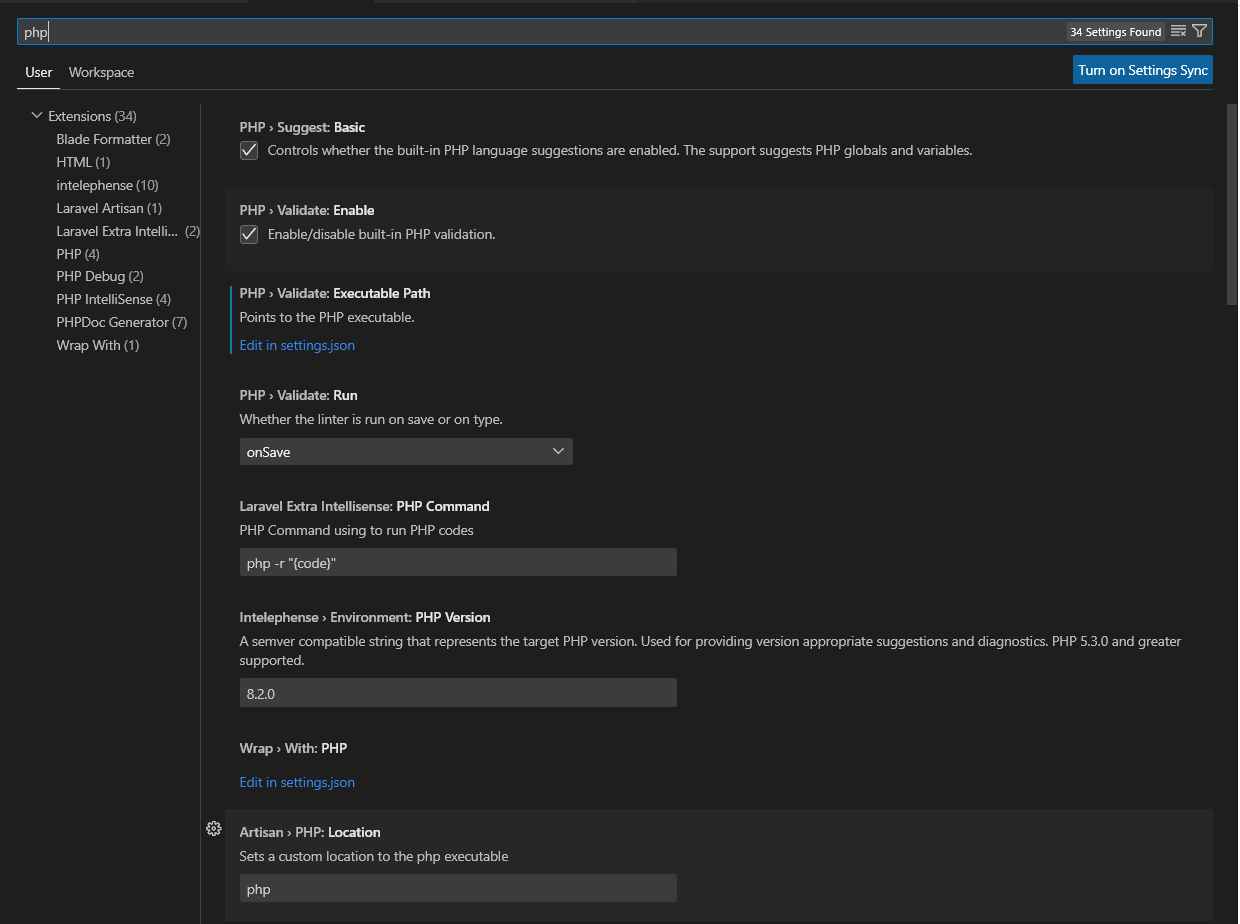 php
34 Settings Found
User
Workspace
Turn on Settings Sync
Extensions (34)
Blade Formatter (2)
HTML (1)
intelephense (10)
Laravel Artisan (1)
Laravel Extra Intelli... (2)
PHP (4)
PHP Debug (2)
PHP IntelliSense (4)
PHPDoc Generator (7)
Wrap With (1)
PHP › Suggest: Basic
Controls whether the built-in PHP language suggestions are enabled. The support suggests PHP globals and variables.
PHP › Validate: Enable
Enable/disable built-in PHP validation.
PHP › Validate: Executable Path
Points to the PHP executable.
Edit in settings.json
PHP › Validate: Run
Whether the linter is run on save or on type.
onSave
Laravel Extra Intellisense: PHP Command
PHP Command using to run PHP codes
php -r "{code}"
Intelephense › Environment: PHP Version
A semver compatible string that represents the target PHP version. Used for providing version appropriate suggestions and diagnostics. PHP 5.3.0 and greater
supported.
8.2.0
Wrap › With: PHP
Edit in settings.json
Artisan › PHP: Location
Sets a custom location to the php executable
php